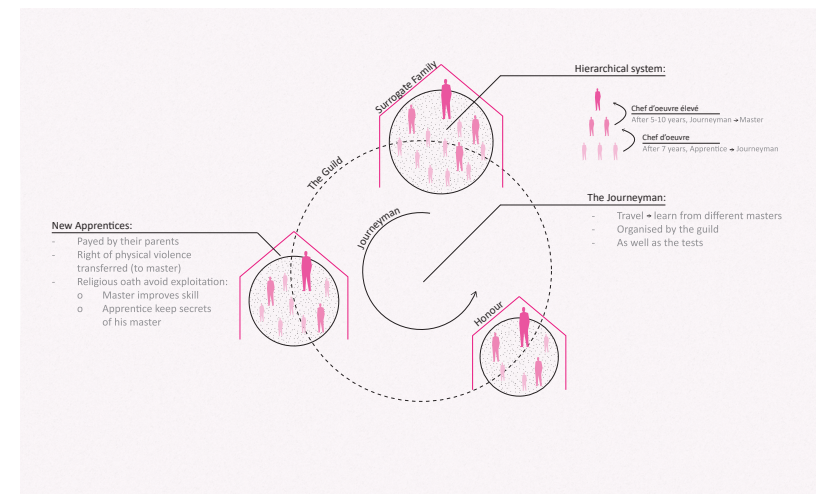 Surrogate Family
Hierarchical system:
Chef d'oeuvre élevé
After 5-10 years, Journeyman → Master
Chef d'oeuvre
After 7 years, Apprentice → Journeyman
The Guild
The Journeyman:
- Travel → learn from different masters
- Organised by the guild
- As well as the tests
Journeyman
New Apprentices:
- Payed by their parents
- Right of physical violence
transferred (to master)
- Religious oath avoid exploitation:
o Master improves skill
o Apprentice keep secrets
of his master
Honour